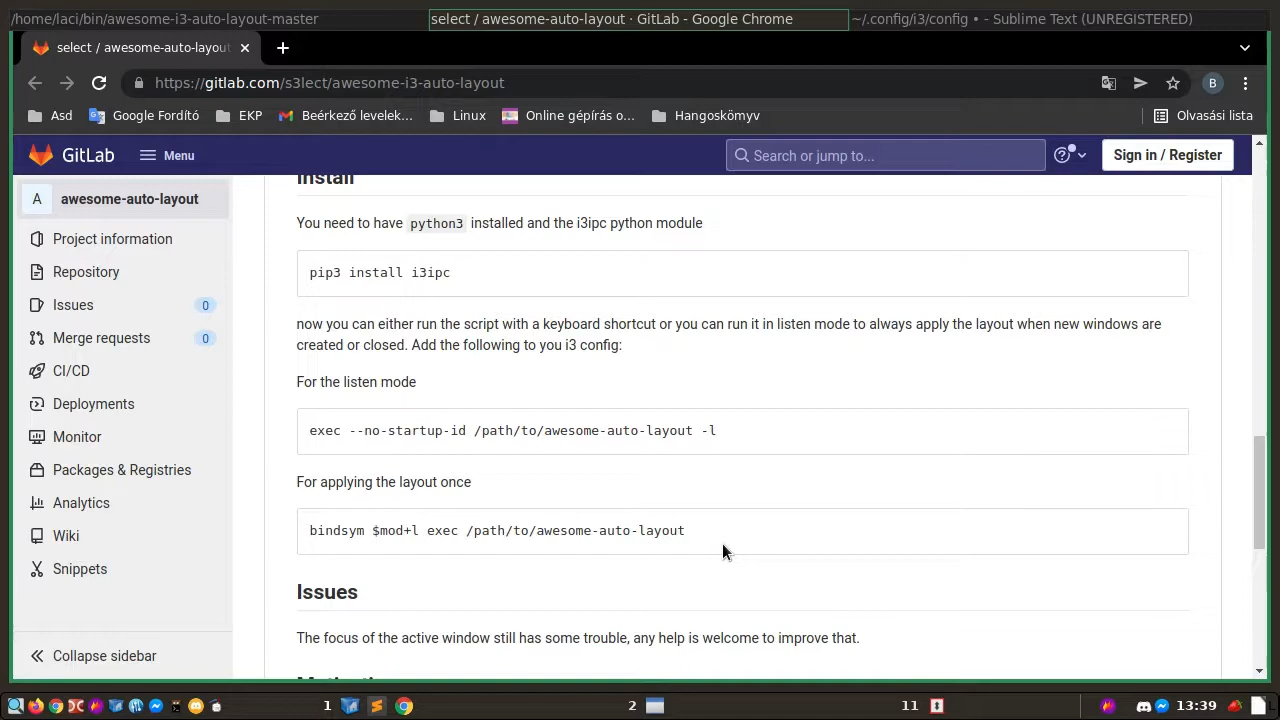 /home/laci/bin/awesome-i3-auto-layout-master
select / awesome-auto-layout · GitLab - Google Chrome
~/.config/i3/config • - Sublime Text (UNREGISTERED)
select / awesome-auto-layout
https://gitlab.com/s3lect/awesome-i3-auto-layout
B
Asd
Google Fordító
EKP
Beérkező levelek...
Linux
Online gépírás o...
Hangoskönyv
Olvasási lista
GitLab
Menu
Search or jump to...
Sign in / Register
A
awesome-auto-layout
Project information
Repository
Issues
0
Merge requests
0
CI/CD
Deployments
Monitor
Packages & Registries
Analytics
Wiki
Snippets
Collapse sidebar
Install
You need to have python3 installed and the i3ipc python module
pip3 install i3ipc
now you can either run the script with a keyboard shortcut or you can run it in listen mode to always apply the layout when new windows are
created or closed. Add the following to you i3 config:
For the listen mode
exec --no-startup-id /path/to/awesome-auto-layout -l
For applying the layout once
bindsym $mod+l exec /path/to/awesome-auto-layout
Issues
The focus of the active window still has some trouble, any help is welcome to improve that.
1
2
11
13:39